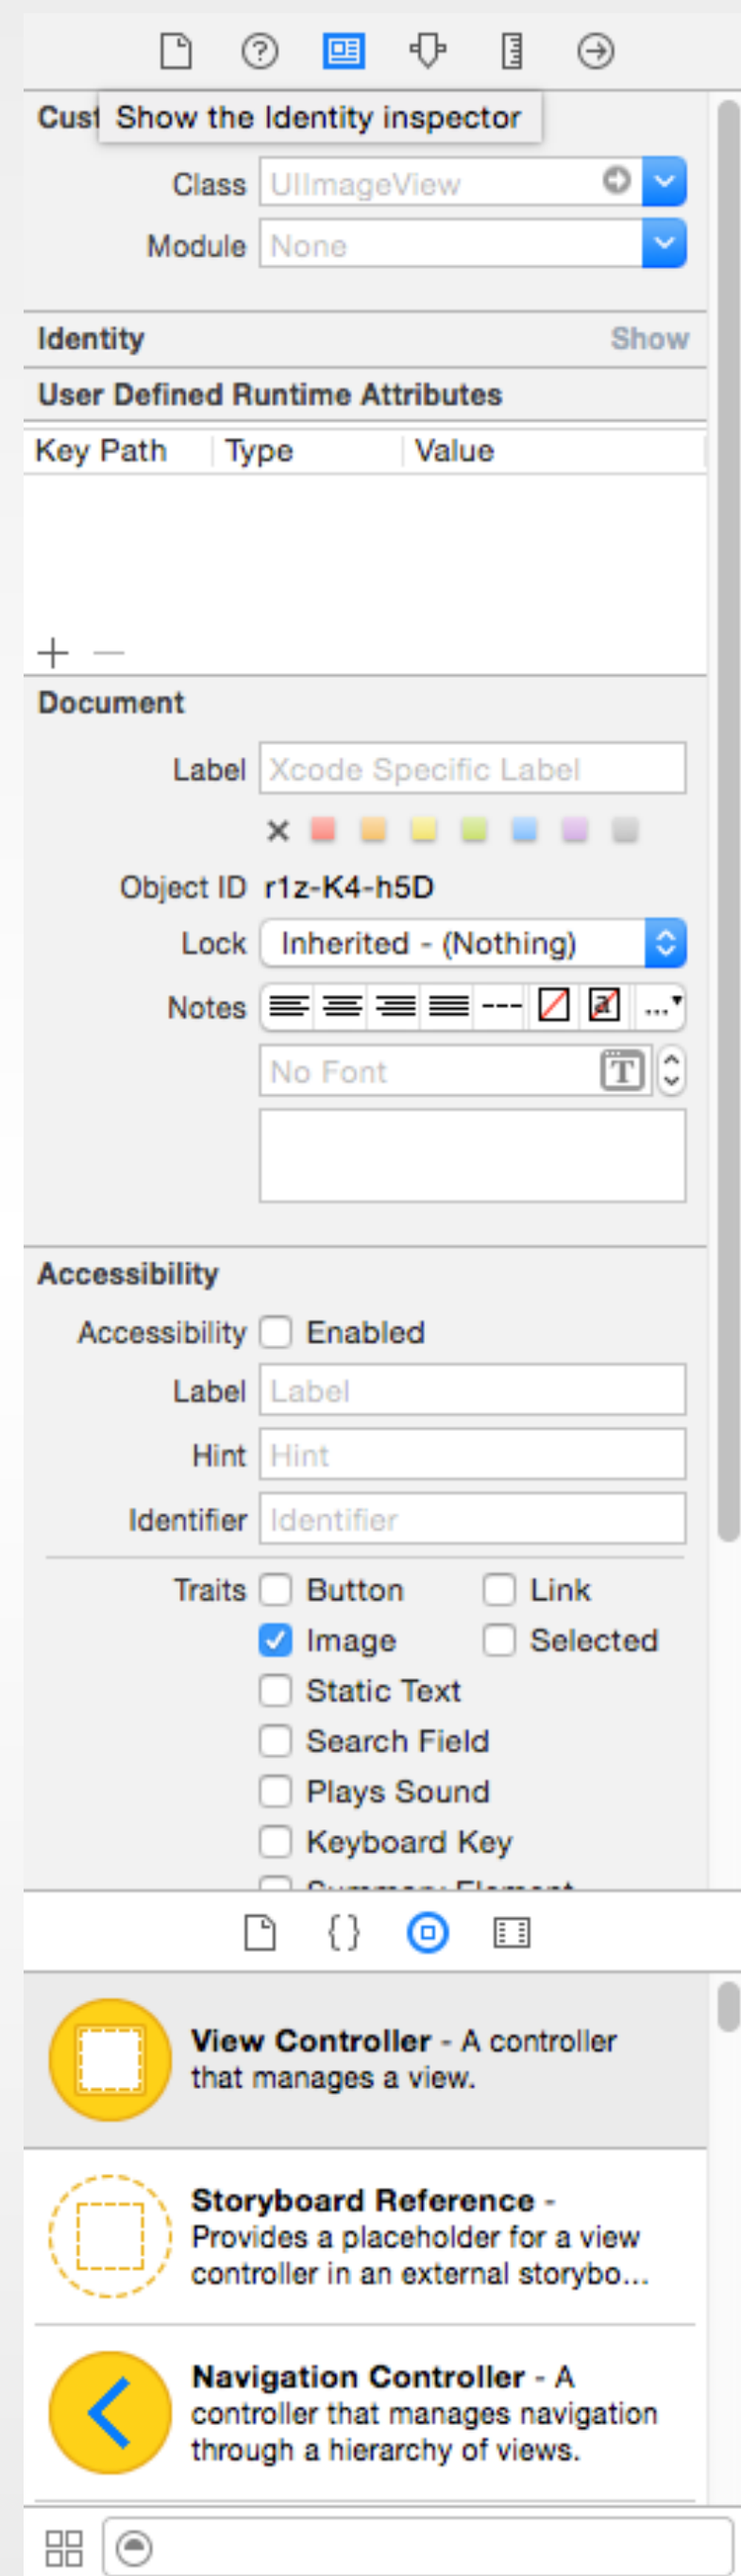 Cust
Show the Identity inspector
Class UIImageView
Module None
Identity Show
User Defined Runtime Attributes
Key Path Type Value
Document
Label Xcode Specific Label
Object ID r1z-K4-h5D
Lock Inherited - (Nothing)
Notes
No Font T
Accessibility
Accessibility Enabled
Label Label
Hint Hint
Identifier Identifier
Traits Button Link
Image Selected
Static Text
Search Field
Plays Sound
Keyboard Key
Summary Element
View Controller - A controller
that manages a view.
Storyboard Reference -
Provides a placeholder for a view
controller in an external storybo...
Navigation Controller - A
controller that manages navigation
through a hierarchy of views.